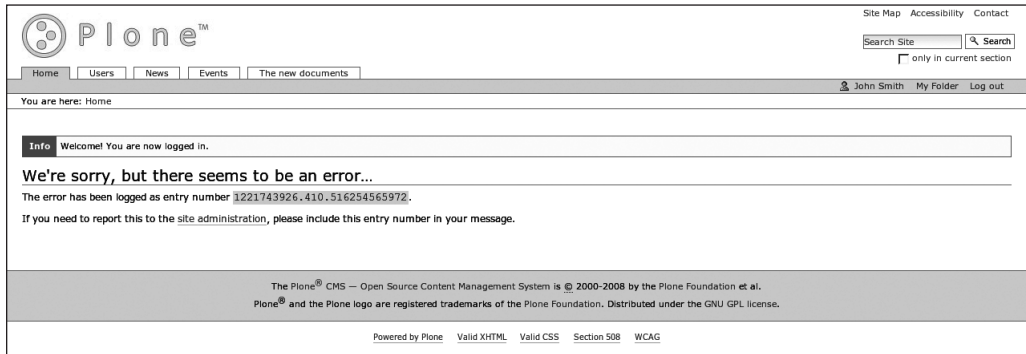 Site Map Accessibility Contact
Plone™
Search Site Search
only in current section
Home Users News Events The new documents
John Smith My Folder Log out
You are here: Home
Info Welcome! You are now logged in.
We're sorry, but there seems to be an error…
The error has been logged as entry number 1221743926.410.516254565972.
If you need to report this to the site administration, please include this entry number in your message.
The Plone® CMS — Open Source Content Management System is © 2000-2008 by the Plone Foundation et al.
Plone® and the Plone logo are registered trademarks of the Plone Foundation. Distributed under the GNU GPL license.
Powered by Plone Valid XHTML Valid CSS Section 508 WCAG